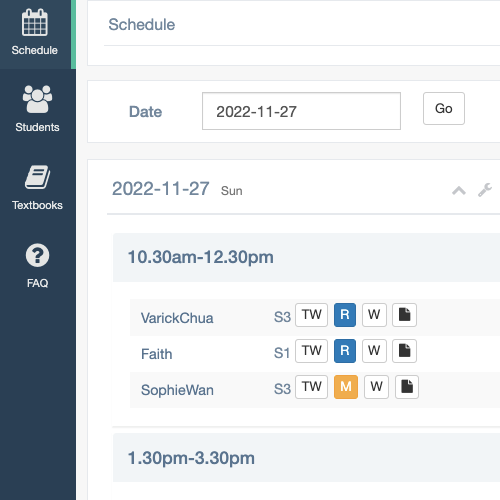 Schedule
Students
Textbooks
FAQ
Schedule
Date 2022-11-27 Go
2022-11-27 Sun
10.30am-12.30pm
VarickChua S3 TW R W
Faith S1 TW R W
SophieWan S3 TW M W
1.30pm-3.30pm